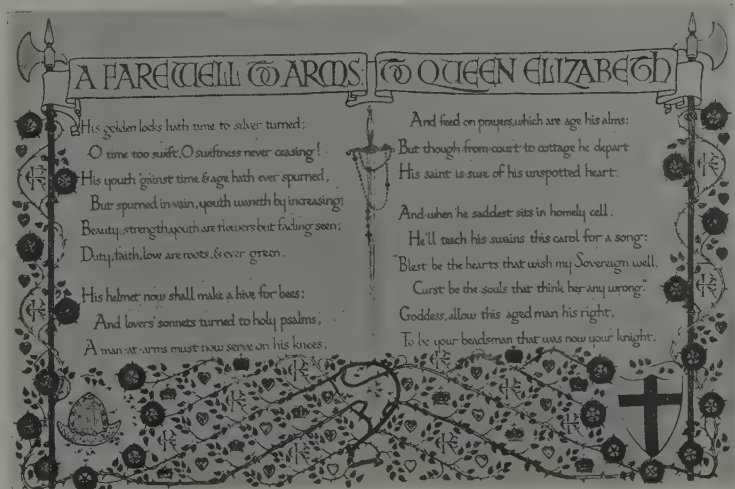 A FAREWELL TO ARMS: TO QUEEN ELIZABETH
His golden locks hath time to silver turned;
O time too swift, O swiftness never ceasing!
His youth 'gainst time & age hath ever spurned,
But spurned in vain, youth waneth by increasing:
Beauty, strength, youth are flowers but fading seen;
Duty, faith, love are roots, & ever green.
His helmet now shall make a hive for bees;
And lovers' sonnets turned to holy psalms,
A man-at-arms must now serve on his knees,
And feed on prayers, which are age his alms:
But though from court to cottage he depart
His saint is sure of his unspotted heart.
And when he saddest sits in homely cell,
He'll teach his swains this carol for a song:
"Blest be the hearts that wish my Sovereign well,
Curst be the souls that think her any wrong."
Goddess, allow this aged man his right,
To be your beadsman that was now your knight.